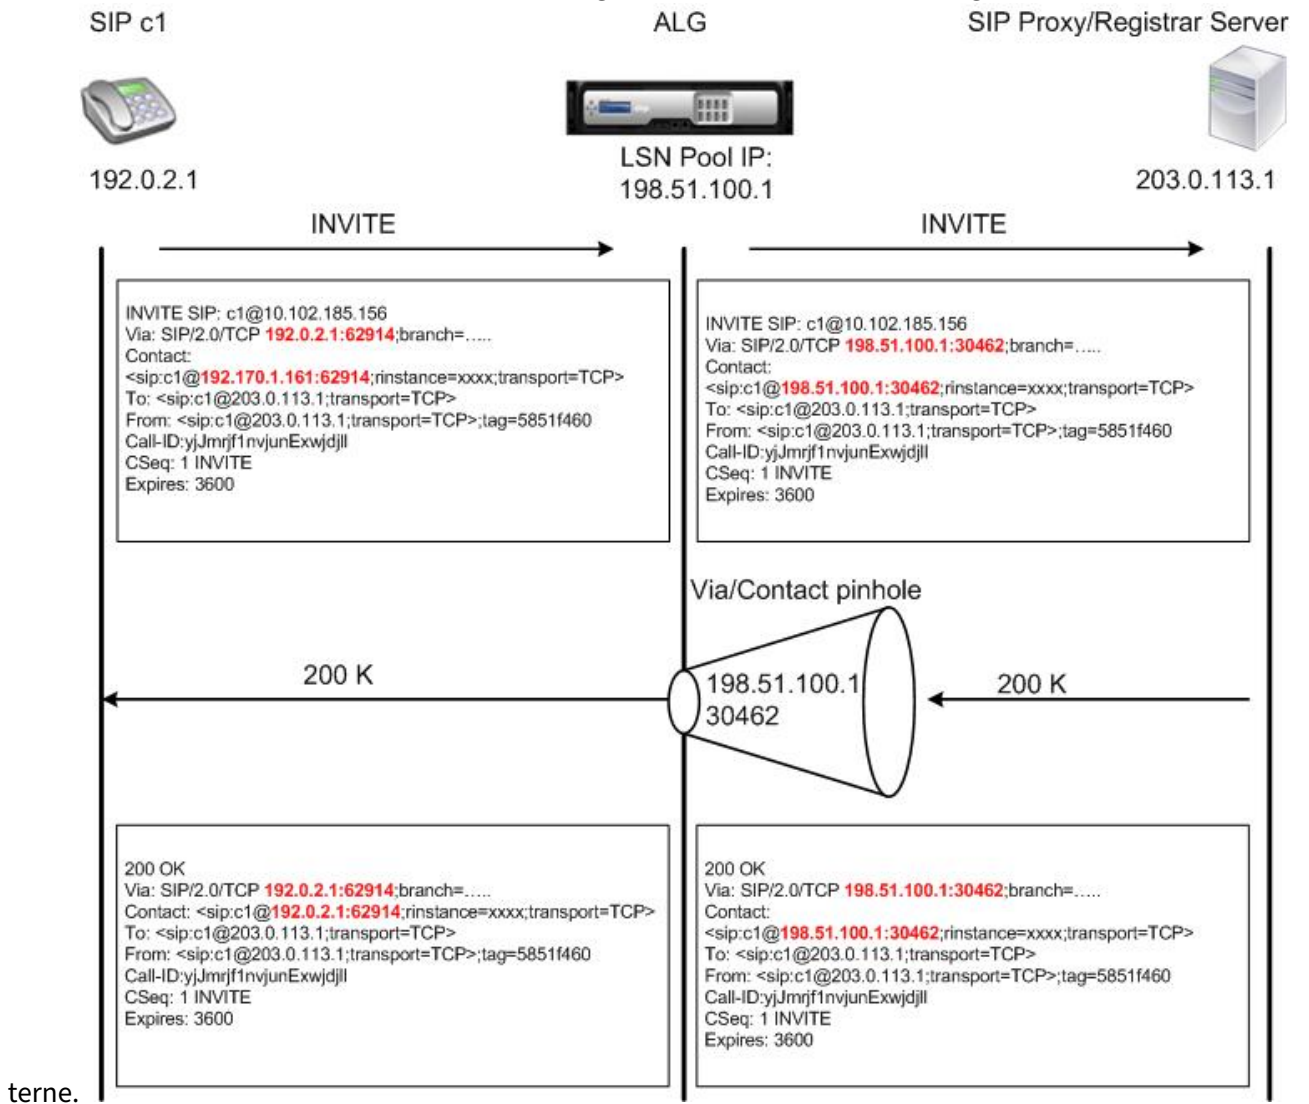 SIP c1
ALG
SIP Proxy/Registrar Server
192.0.2.1
LSN Pool IP:
198.51.100.1
203.0.113.1
INVITE
INVITE
INVITE SIP: c1@10.102.185.156
Via: SIP/2.0/TCP 192.0.2.1:62914;branch=.....
Contact:
<sip:c1@192.170.1.161:62914;rinstance=xxxx;transport=TCP>
To: <sip:c1@203.0.113.1;transport=TCP>
From: <sip:c1@203.0.113.1;transport=TCP>;tag=5851f460
Call-ID:yjJmrjf1nvjunExwjdjll
CSeq: 1 INVITE
Expires: 3600
INVITE SIP: c1@10.102.185.156
Via: SIP/2.0/TCP 198.51.100.1:30462;branch=.....
Contact:
<sip:c1@198.51.100.1:30462;rinstance=xxxx;transport=TCP>
To: <sip:c1@203.0.113.1;transport=TCP>
From: <sip:c1@203.0.113.1;transport=TCP>;tag=5851f460
Call-ID:yjJmrjf1nvjunExwjdjll
CSeq: 1 INVITE
Expires: 3600
Via/Contact pinhole
200 K
198.51.100.1
30462
200 K
200 OK
Via: SIP/2.0/TCP 192.0.2.1:62914;branch=.....
Contact: <sip:c1@192.0.2.1:62914;rinstance=xxxx;transport=TCP>
To: <sip:c1@203.0.113.1;transport=TCP>
From: <sip:c1@203.0.113.1;transport=TCP>;tag=5851f460
Call-ID:yjJmrjf1nvjunExwjdjll
CSeq: 1 INVITE
Expires: 3600
200 OK
Via: SIP/2.0/TCP 198.51.100.1:30462;branch=.....
Contact:
<sip:c1@198.51.100.1:30462;rinstance=xxxx;transport=TCP>
To: <sip:c1@203.0.113.1;transport=TCP>
From: <sip:c1@203.0.113.1;transport=TCP>;tag=5851f460
Call-ID:yjJmrjf1nvjunExwjdjll
CSeq: 1 INVITE
Expires: 3600
terne.